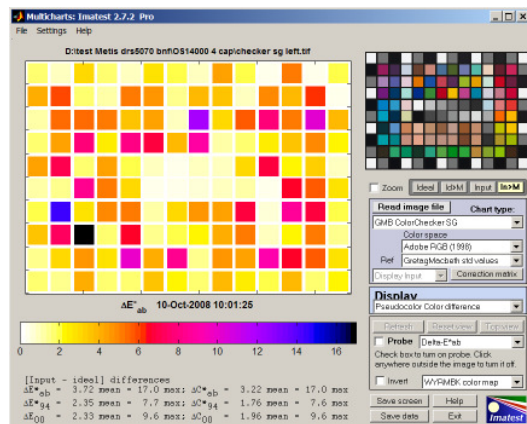 Multicharts: Imatest 2.7.2 Pro
File Settings Help
D:\test Metis drs5070 bnf\OS14000 4 cap\checker sg left.tif
ΔE*ab 10-Oct-2008 10:01:25
0 2 4 6 8 10 12 14 16
[Input - ideal] differences
ΔE*ab = 3.72 mean = 17.0 max; ΔC*ab = 3.22 mean = 17.0 max
ΔE*94 = 2.35 mean = 7.7 max; ΔC*94 = 1.76 mean = 7.6 max
ΔE00 = 2.33 mean = 9.6 max; ΔC00 = 1.96 mean = 9.6 max
Zoom Ideal Id>M Input In>M
Read image file Chart type:
GMB ColorChecker SG
Color space
Adobe RGB (1998)
Ref GretagMacbeth std values
Display Input Correction matrix
Display
Pseudocolor Color difference
Refresh Reset view Top view
Probe Delta-E*ab
Check box to turn on probe. Click
anywhere outside the image to turn it off.
Invert WYRMBK color map
Save screen Help
Save data Exit
Imatest